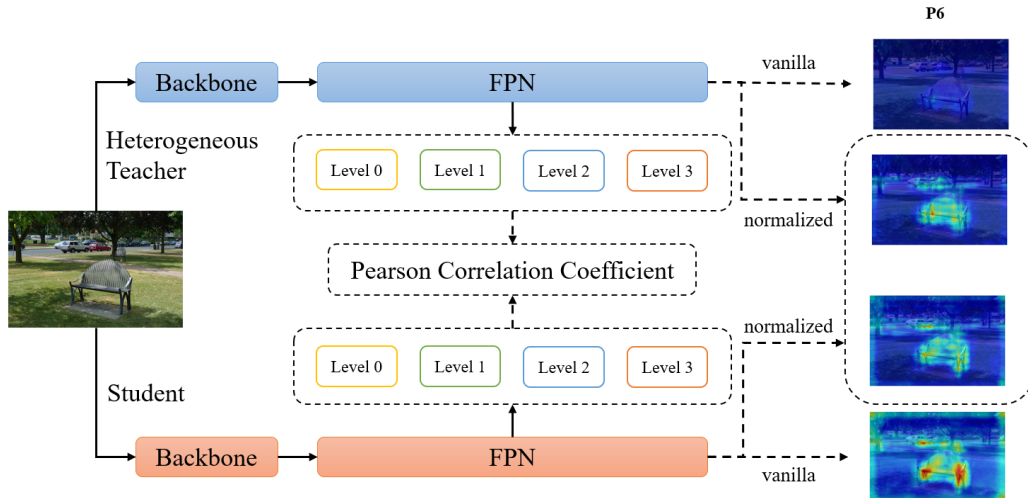 P6
Backbone
FPN
vanilla
Heterogeneous
Teacher
Level 0
Level 1
Level 2
Level 3
normalized
Pearson Correlation Coefficient
normalized
Level 0
Level 1
Level 2
Level 3
Student
Backbone
FPN
vanilla